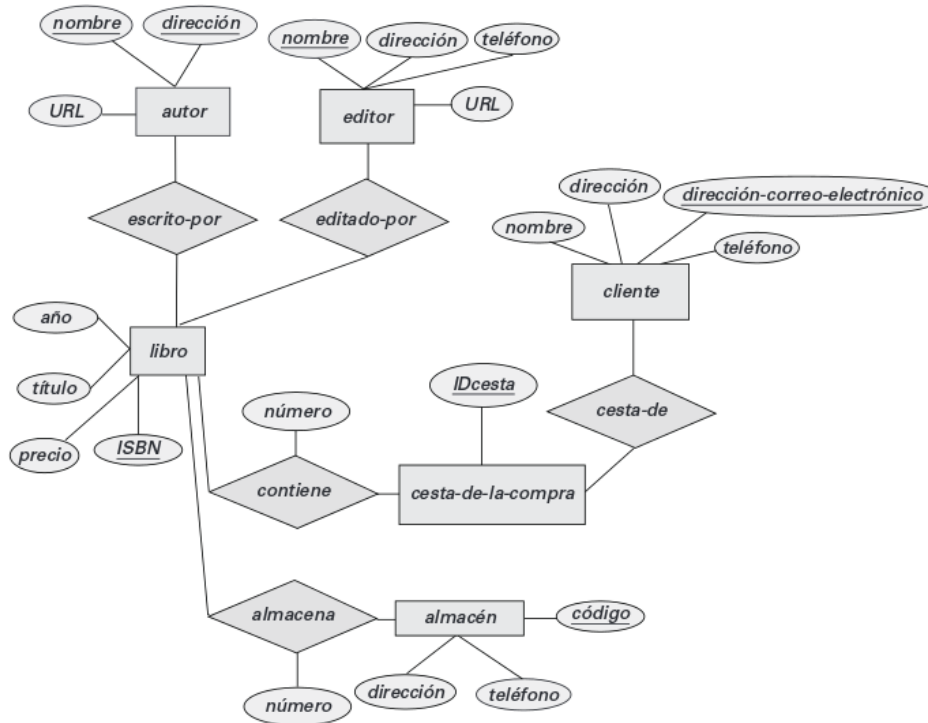 nombre
dirección
nombre
dirección
teléfono
URL
autor
editor
URL
escrito-por
editado-por
dirección
dirección-correo-electrónico
nombre
teléfono
cliente
año
libro
título
precio
ISBN
número
IDcesta
cesta-de
contiene
cesta-de-la-compra
almacena
almacén
código
número
dirección
teléfono